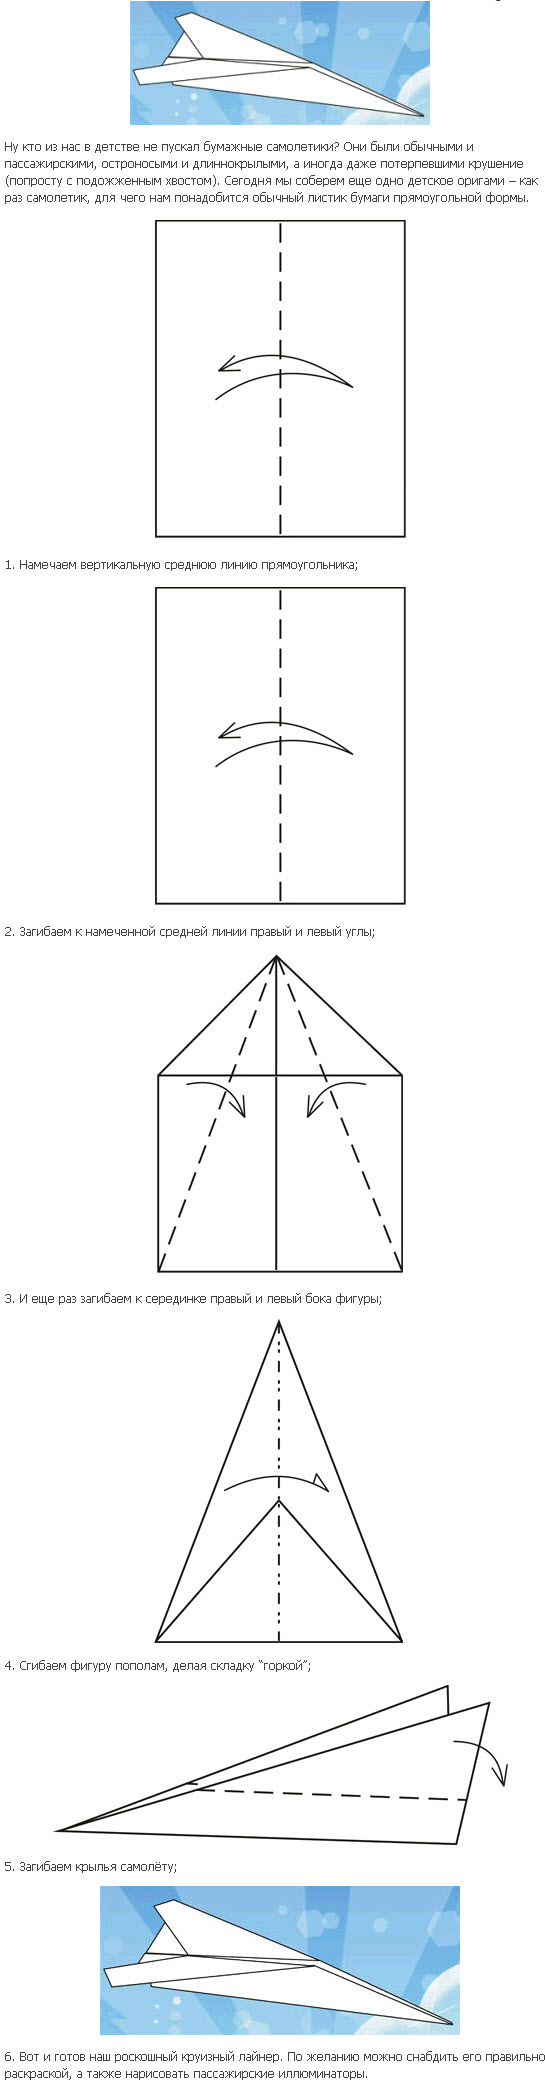 Ну кто из нас в детстве не пускал бумажные самолетики? Они были обычными и
пассажирскими, остроносыми и длиннокрылыми, а иногда даже потерпевшими крушение
(попросту с подожженным хвостом). Сегодня мы соберем еще одно детское оригами – как
раз самолетик, для чего нам понадобится обычный листик бумаги прямоугольной формы.
1. Намечаем вертикальную среднюю линию прямоугольника;
2. Загибаем к намеченной средней линии правый и левый углы;
3. И еще раз загибаем к серединке правый и левый бока фигуры;
4. Сгибаем фигуру пополам, делая складку “горкой”;
5. Загибаем крылья самолёту;
6. Вот и готов наш роскошный круизный лайнер. По желанию можно снабдить его правильно
раскраской, а также нарисовать пассажирские иллюминаторы.